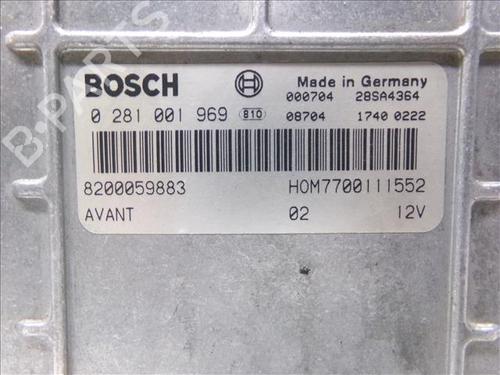 B-PARTS
BOSCH
Made in Germany
000704 28SA4364
0 281 001 969 810 08704 1740 0222
8200059883 HOM7700111552
AVANT 02 12V